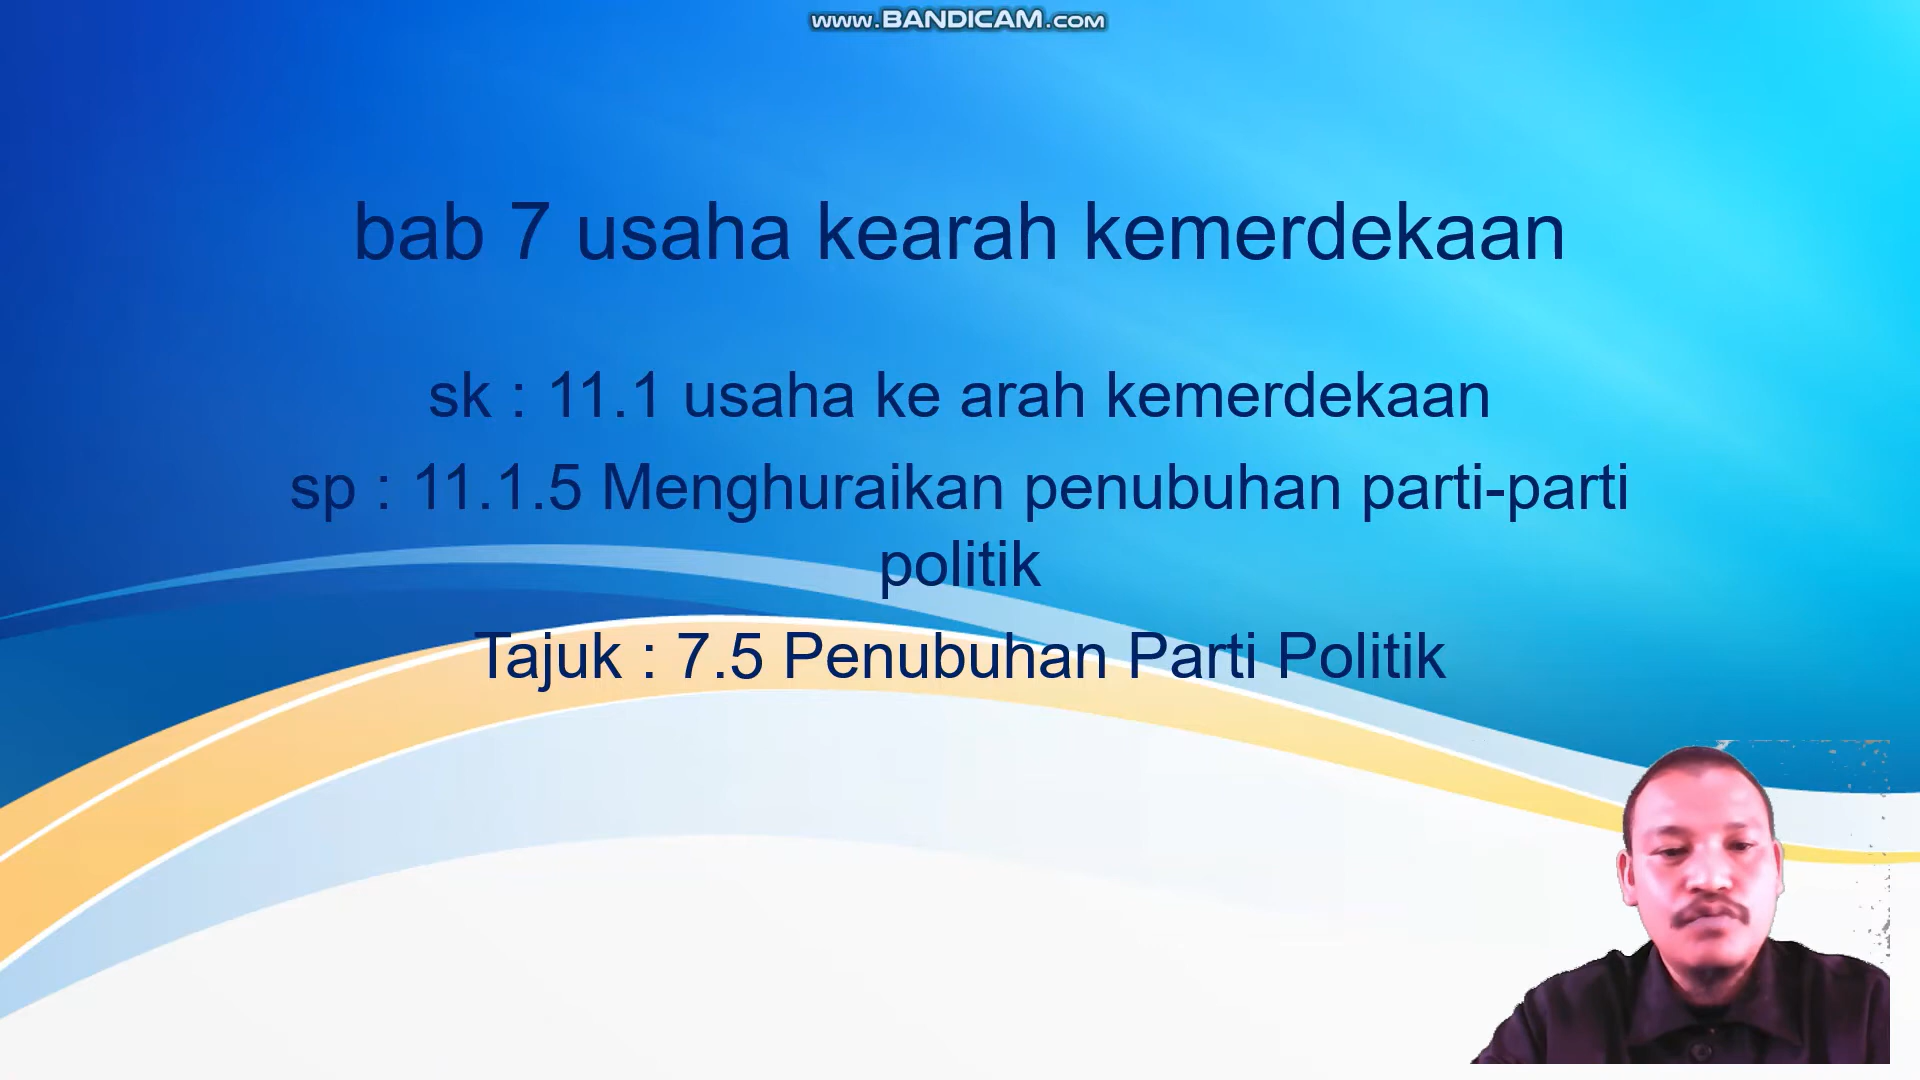 www.BANDICAM.com
bab 7 usaha kearah kemerdekaan
sk : 11.1 usaha ke arah kemerdekaan
sp : 11.1.5 Menghuraikan penubuhan parti-parti
politik
Tajuk : 7.5 Penubuhan Parti Politik